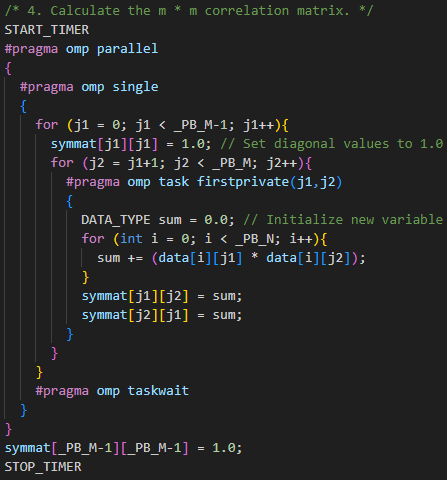 /* 4. Calculate the m * m correlation matrix. */
START_TIMER
#pragma omp parallel
{
  #pragma omp single
  {
    for (j1 = 0; j1 < _PB_M-1; j1++){
      symmat[j1][j1] = 1.0; // Set diagonal values to 1.0
      for (j2 = j1+1; j2 < _PB_M; j2++){
        #pragma omp task firstprivate(j1,j2)
        {
          DATA_TYPE sum = 0.0; // Initialize new variable
          for (int i = 0; i < _PB_N; i++){
            sum += (data[i][j1] * data[i][j2]);
          }
          symmat[j1][j2] = sum;
          symmat[j2][j1] = sum;
        }
      }
    }
    #pragma omp taskwait
  }
}
symmat[_PB_M-1][_PB_M-1] = 1.0;
STOP_TIMER